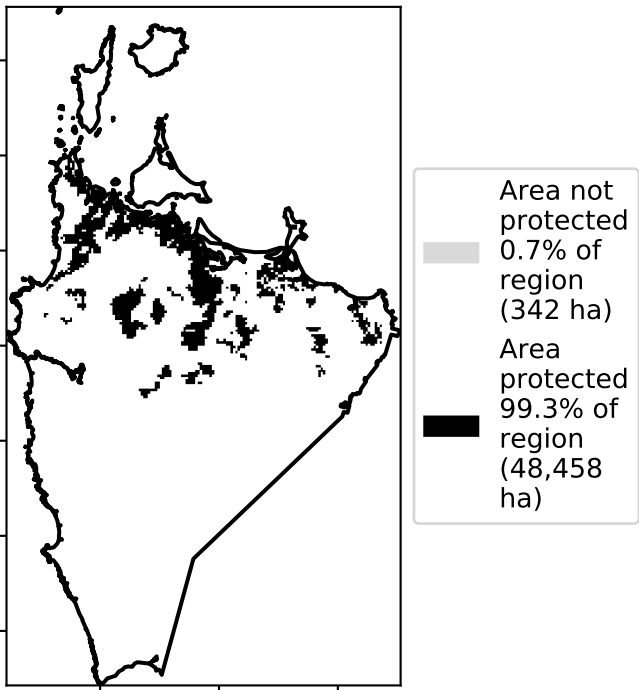 Area not
protected
0.7% of
region
(342 ha)
Area
protected
99.3% of
region
(48,458
ha)